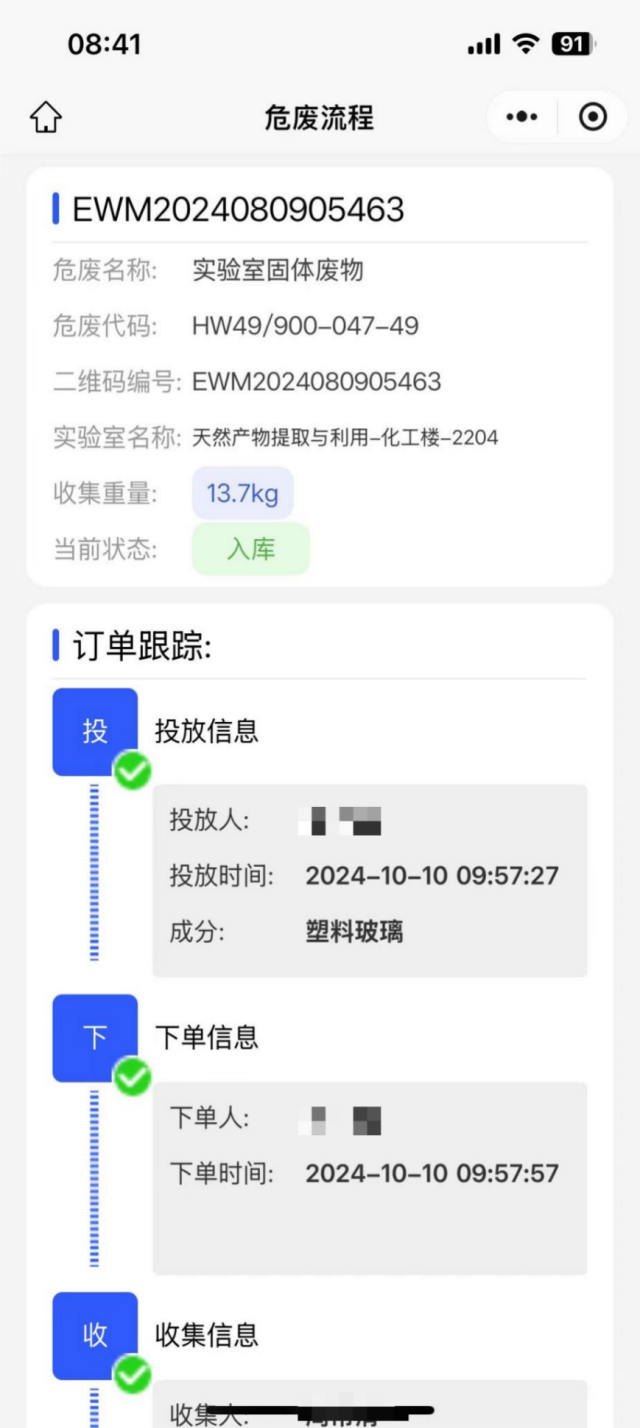 08:41
91
危废流程
EWM2024080905463
危废名称: 实验室固体废物
危废代码: HW49/900-047-49
二维码编号: EWM2024080905463
实验室名称: 天然产物提取与利用-化工楼-2204
收集重量: 13.7kg
当前状态: 入库
订单跟踪:
投 投放信息
投放人:
投放时间: 2024-10-10 09:57:27
成分: 塑料玻璃
下 下单信息
下单人:
下单时间: 2024-10-10 09:57:57
收 收集信息
收集人: